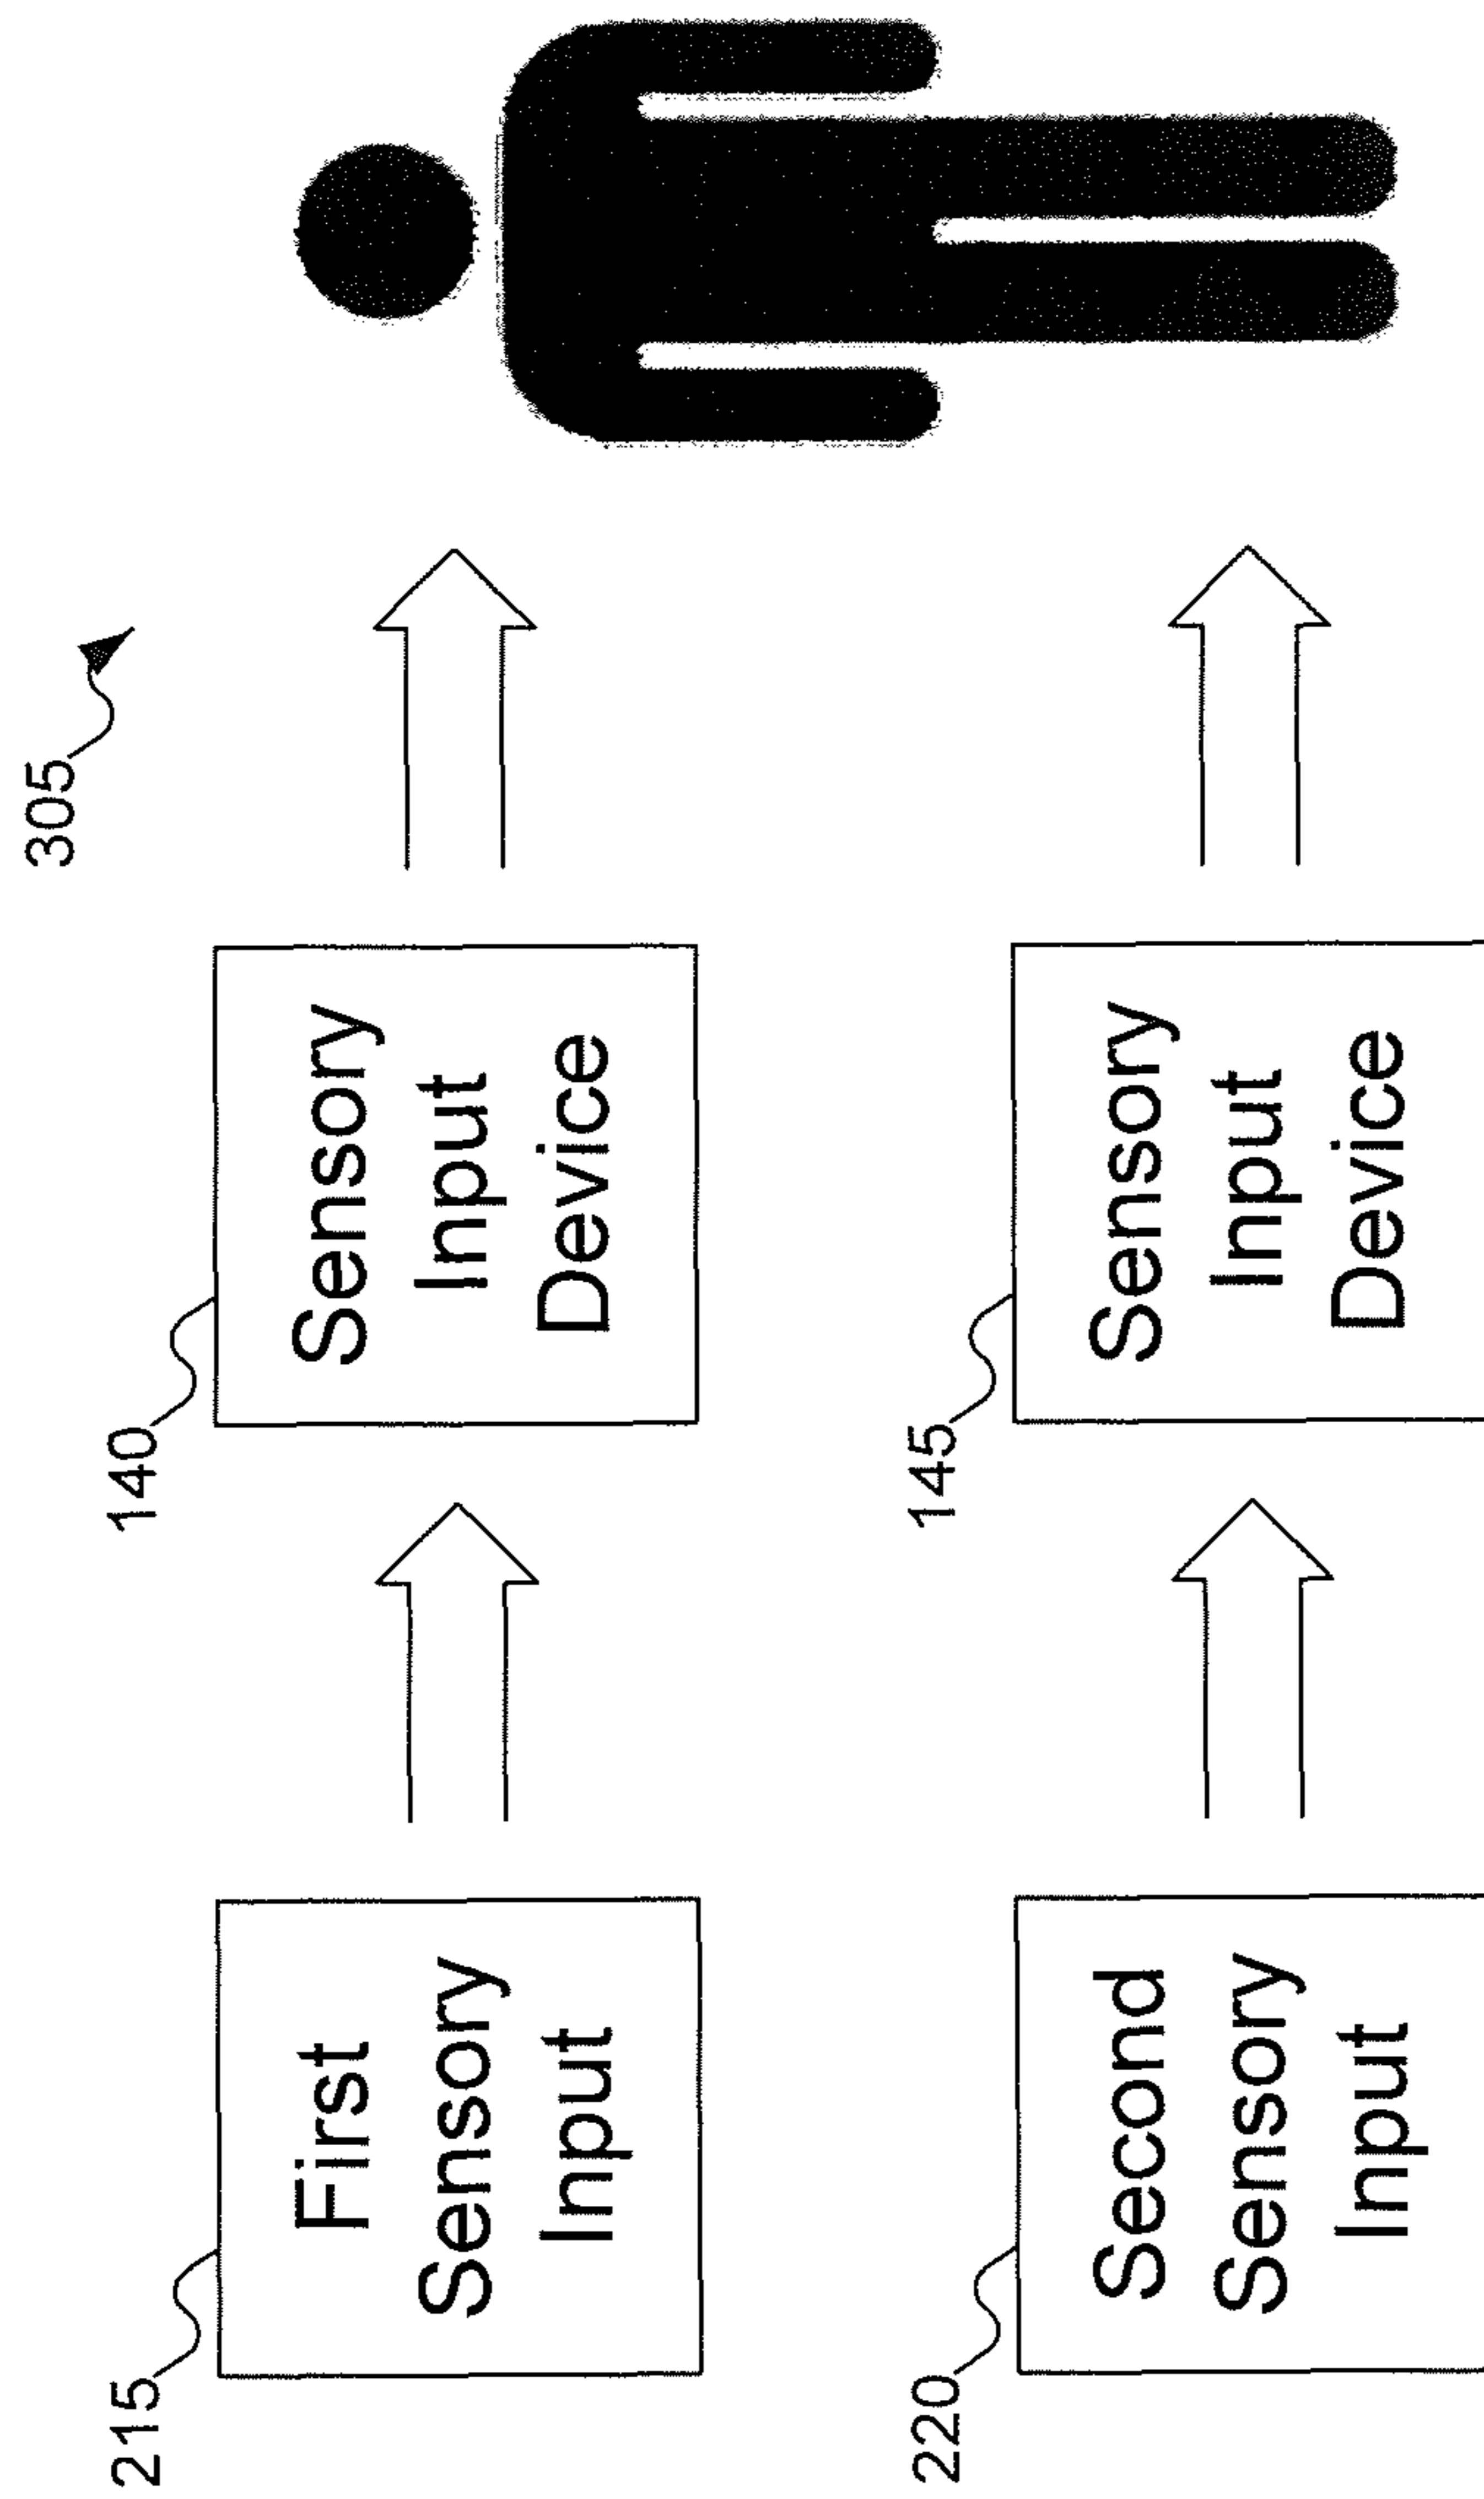 305
215
First
Sensory
Input
140
Sensory
Input
Device
220
Second
Sensory
Input
145
Sensory
Input
Device